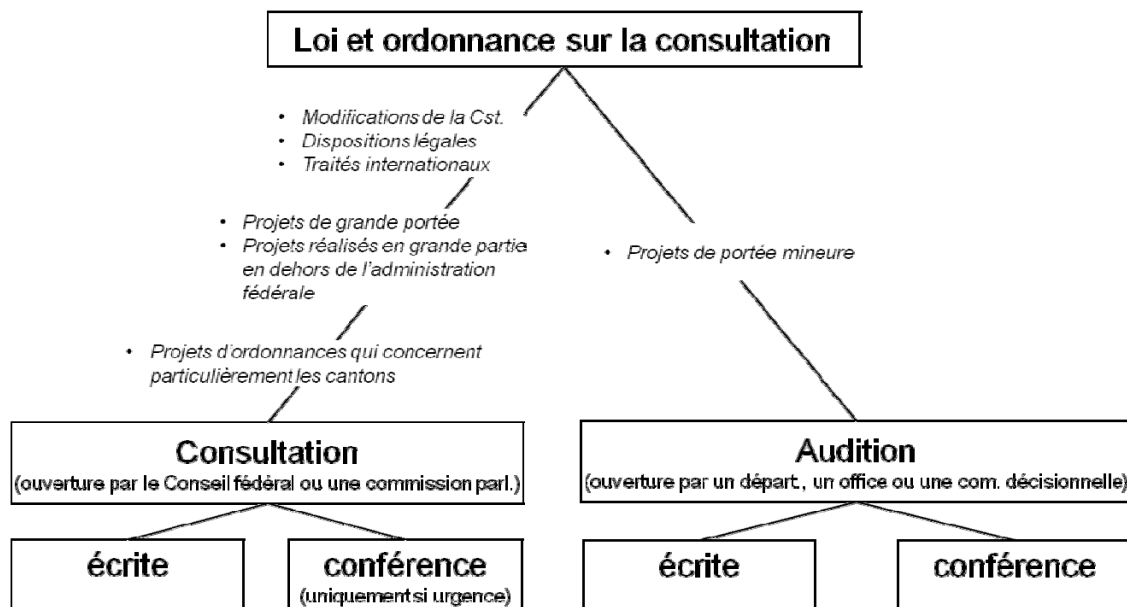 Loi et ordonnance sur la consultation
• Modifications de la Cst.
• Dispositions légales
• Traités internationaux
• Projets de grande portée
• Projets réalisés en grande partie
en dehors de l'administration
fédérale
• Projets de portée mineure
• Projets d'ordonnances qui concernent
particulièrement les cantons
Consultation
(ouverture par le Conseil fédéral ou une commission parl.)
Audition
(ouverture par un départ, un office ou une com. décisionnelle)
écrite
conférence
(uniquement si urgence)
écrite
conférence